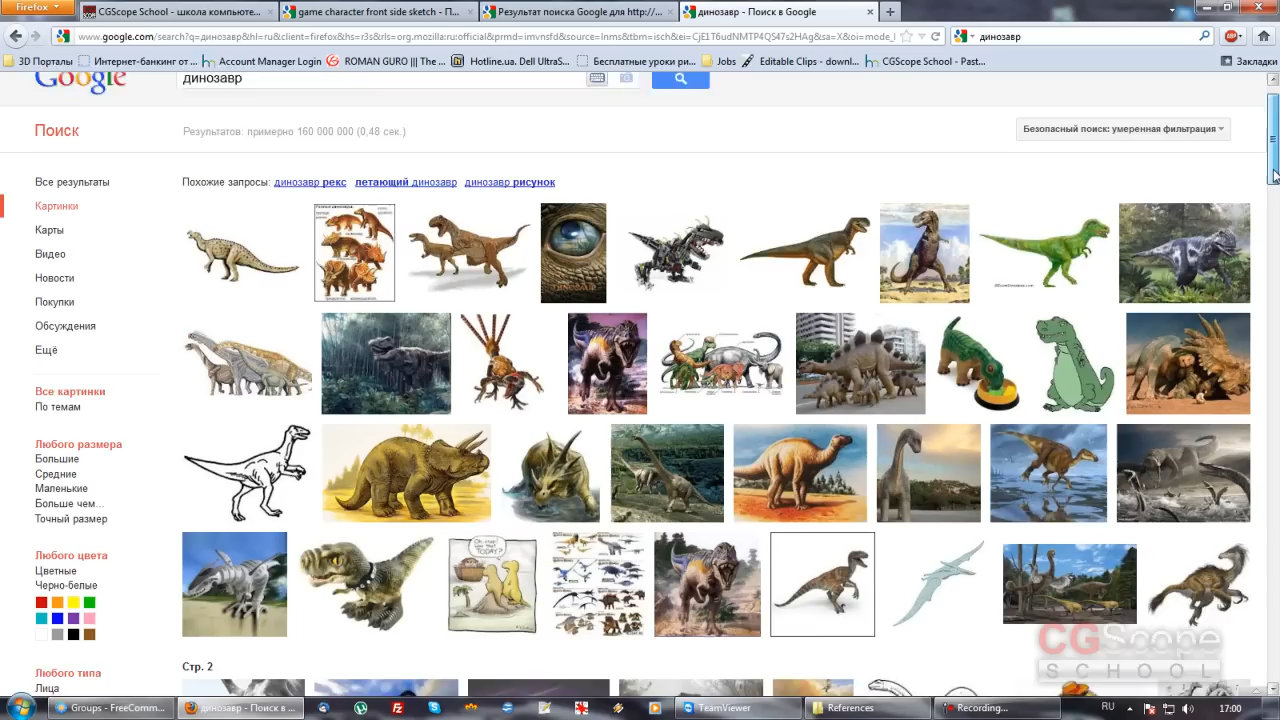 Firefox
CGScope School - школа компьюте...
game character front side sketch - П...
Результат поиска Google для http://...
динозавр - Поиск в Google
www.google.com/search?q=динозавр&hl=ru&client=firefox&hs=r3s&rls=org.mozilla:ru:official&prmd=imvnsfd&source=lnms&tbm=isch&ei=CjE1T6udNMTP4QS47s2HAg&sa=X&oi=mode_l
динозавр
3D Порталы
Интернет-банкинг от ...
Account Manager Login
ROMAN GURO ||| The ...
Hotline.ua. Dell UltraS...
Бесплатные уроки ри...
Jobs
Editable Clips - downl...
CGScope School - Past...
Закладки
Google
динозавр
Поиск
Результатов: примерно 160 000 000 (0,48 сек.)
Безопасный поиск: умеренная фильтрация
Все результаты
Картинки
Карты
Видео
Новости
Покупки
Обсуждения
Ещё
Похожие запросы: динозавр рекс летающий динозавр динозавр рисунок
Все картинки
По темам
Любого размера
Большие
Средние
Маленькие
Больше чем...
Точный размер
Любого цвета
Цветные
Черно-белые
Любого типа
Лица
TODAY?
Стр. 2
CGScope
SCHOOL
Groups - FreeComm...
динозавр - Поиск в ...
TeamViewer
References
Recording...
RU
17:00